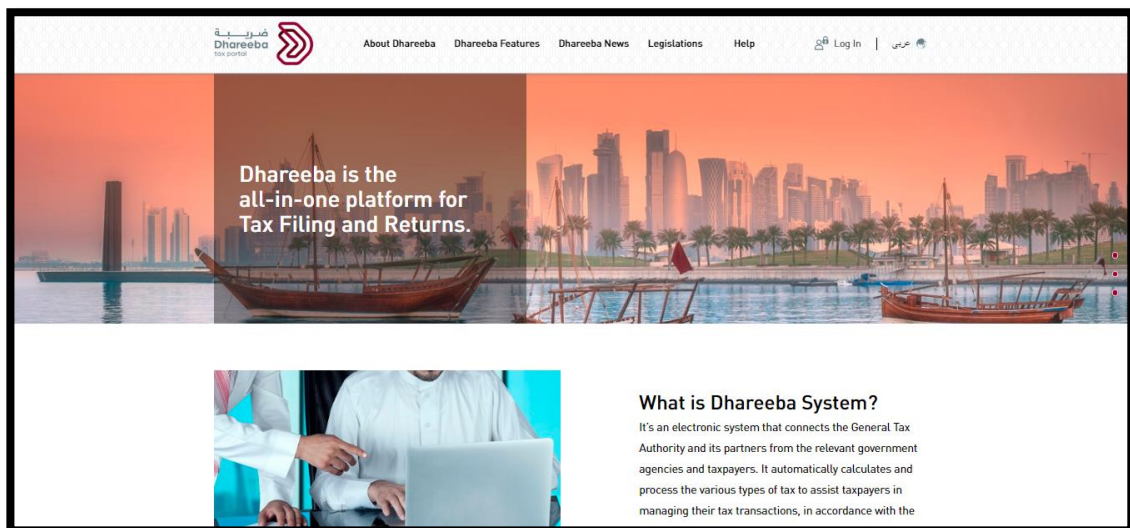 ضريـــبـــة
Dhareeba
tax portal
About Dhareeba Dhareeba Features Dhareeba News Legislations Help Log In | عربي
Dhareeba is the
all-in-one platform for
Tax Filing and Returns.
What is Dhareeba System?
It's an electronic system that connects the General Tax
Authority and its partners from the relevant government
agencies and taxpayers. It automatically calculates and
process the various types of tax to assist taxpayers in
managing their tax transactions, in accordance with the